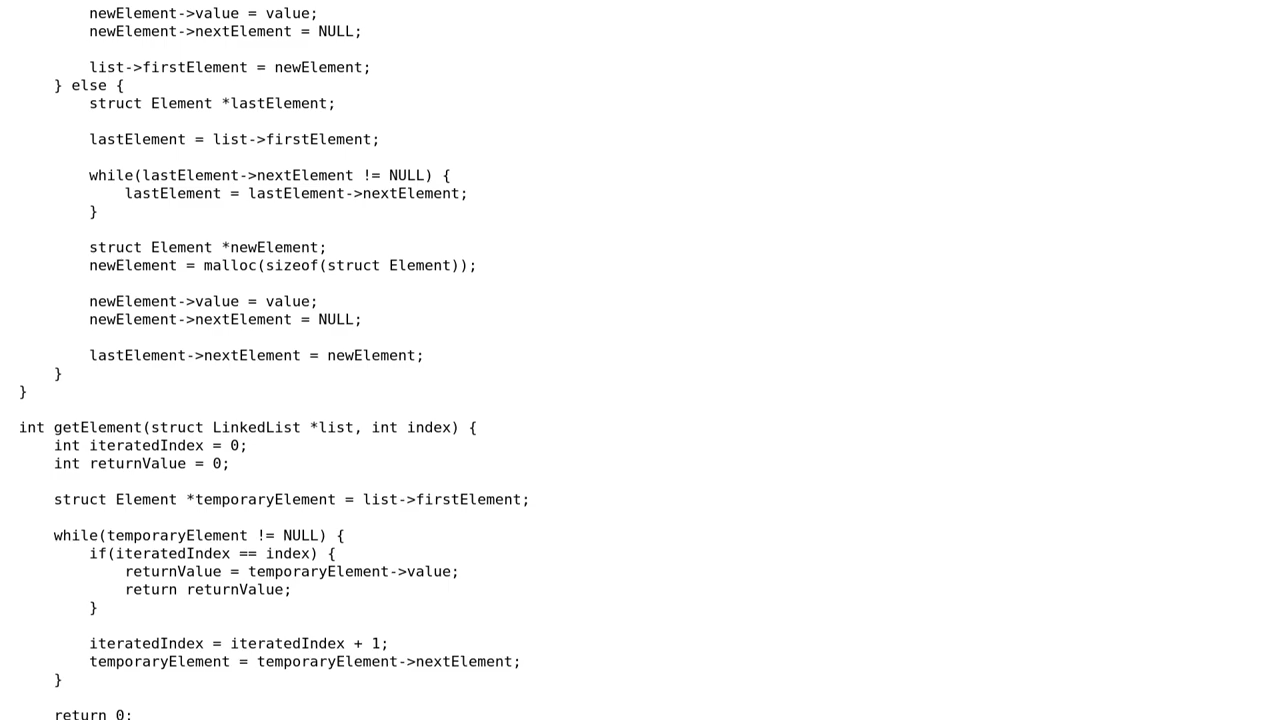 newElement->value = value;
newElement->nextElement = NULL;
list->firstElement = newElement;
} else {
struct Element *lastElement;
lastElement = list->firstElement;
while(lastElement->nextElement != NULL) {
lastElement = lastElement->nextElement;
}
struct Element *newElement;
newElement = malloc(sizeof(struct Element));
newElement->value = value;
newElement->nextElement = NULL;
lastElement->nextElement = newElement;
}
}
int getElement(struct LinkedList *list, int index) {
int iteratedIndex = 0;
int returnValue = 0;
struct Element *temporaryElement = list->firstElement;
while(temporaryElement != NULL) {
if(iteratedIndex == index) {
returnValue = temporaryElement->value;
return returnValue;
}
iteratedIndex = iteratedIndex + 1;
temporaryElement = temporaryElement->nextElement;
}
return 0;